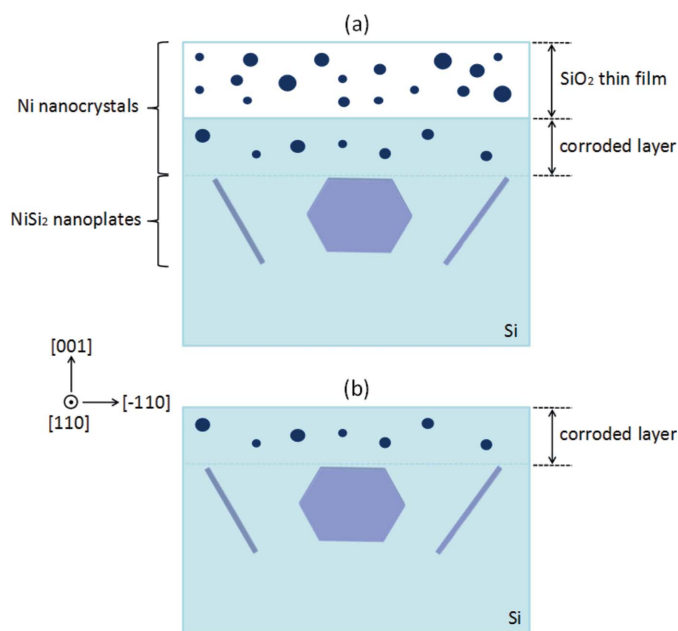 (a)
Ni nanocrystals
SiO₂ thin film
corroded layer
NiSi₂ nanoplates
Si
[001]
[-110]
[110]
(b)
corroded layer
Si